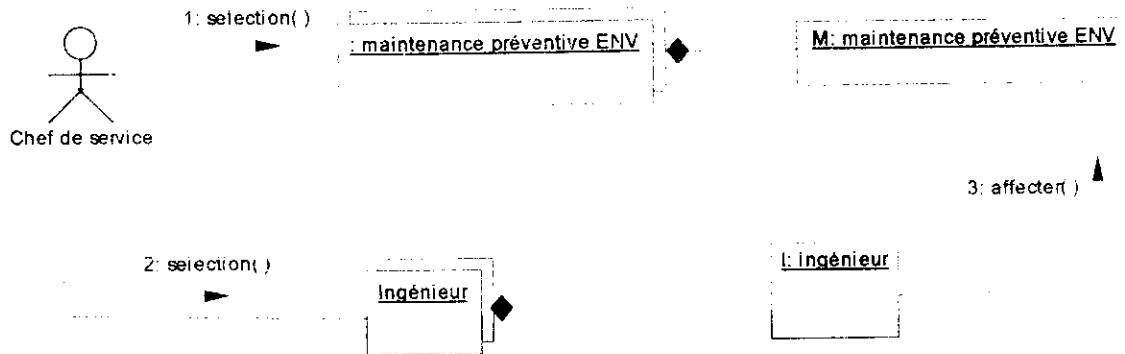 1: selection( )
: maintenance préventive ENV
M: maintenance préventive ENV
Chef de service
3: affecter( )
2: selection( )
Ingénieur
I: ingénieur